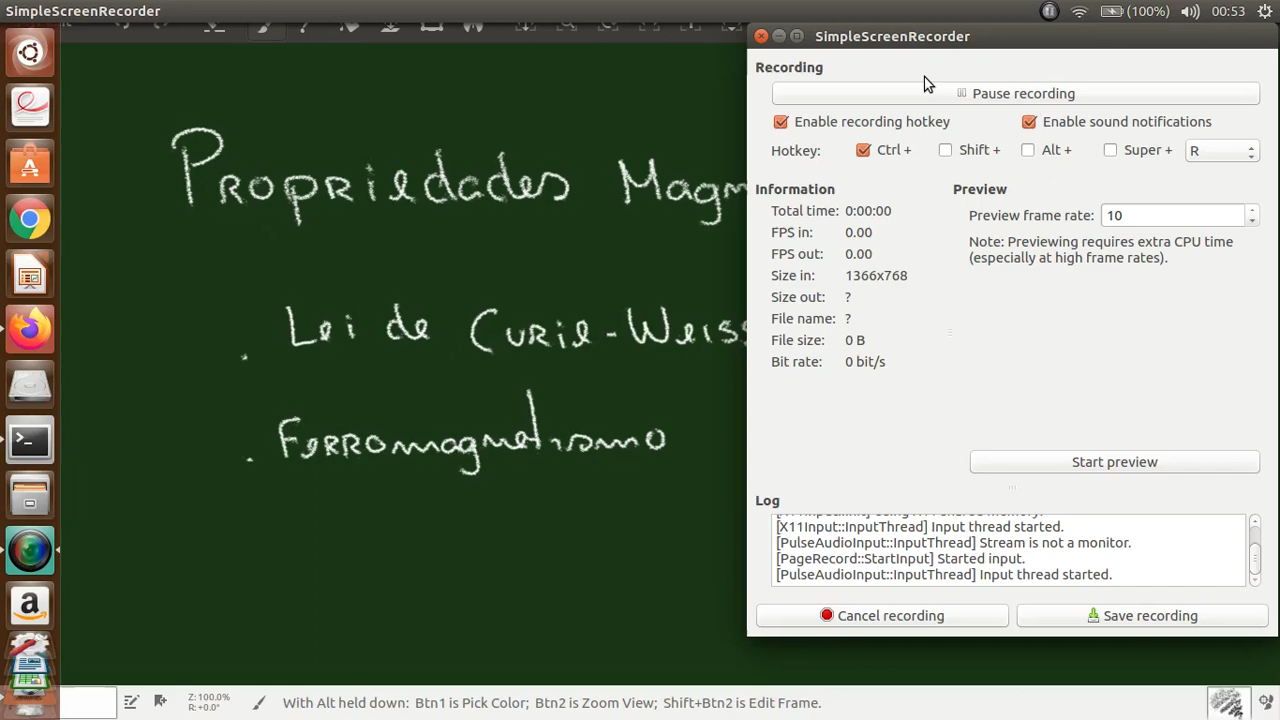 SimpleScreenRecorder
(100%)
00:53
SimpleScreenRecorder
Recording
Pause recording
Enable recording hotkey
Enable sound notifications
Hotkey:
Ctrl +
Shift +
Alt +
Super +
R
Information
Preview
Total time: 0:00:00
Preview frame rate: 10
FPS in: 0.00
Note: Previewing requires extra CPU time
FPS out: 0.00
(especially at high frame rates).
Size in: 1366x768
Size out: ?
File name: ?
File size: 0 B
Bit rate: 0 bit/s
Start preview
Log
[X11Input::InputThread] Input thread started.
[PulseAudioInput::InputThread] Stream is not a monitor.
[PageRecord::StartInput] Started input.
[PulseAudioInput::InputThread] Input thread started.
Cancel recording
Save recording
Propriedades Magn
. Lei de Curie-Weiss
. Ferromagnetismo
Z: 100.0%
R: +0.0°
With Alt held down: Btn1 is Pick Color; Btn2 is Zoom View; Shift+Btn2 is Edit Frame.